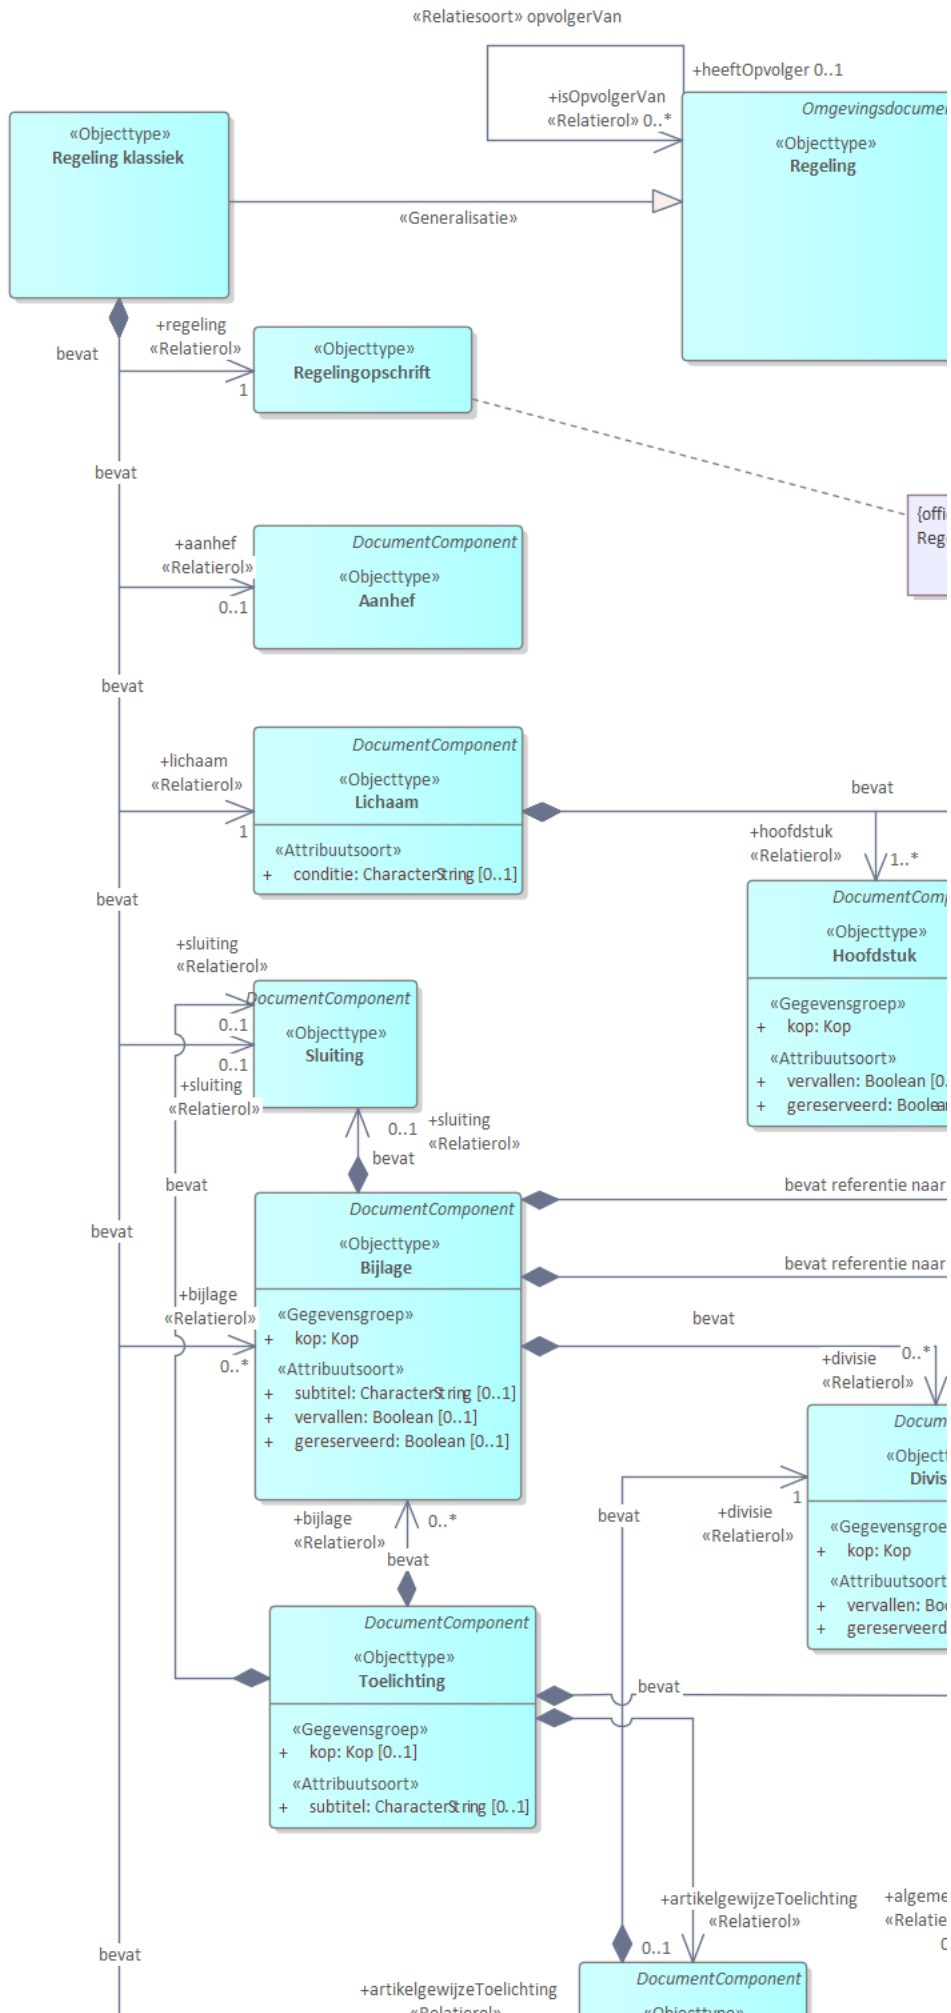 «Relatiesoort» opvolgerVan
+heeftOpvolger 0..1
+isOpvolgerVan
«Relatierol» 0..*
«Objecttype»
Regeling klassiek
«Objecttype»
Regeling
«Generalisatie»
bevat
+regeling
«Relatierol»
1
«Objecttype»
Regelingopschrift
bevat
+aanhef
«Relatierol»
0..1
DocumentComponent
«Objecttype»
Aanhef
bevat
+lichaam
«Relatierol»
1
DocumentComponent
«Objecttype»
Lichaam
«Attribuutsoort»
+ conditie: CharacterString [0..1]
bevat
+hoofdstuk
«Relatierol»
1..*
«Objecttype»
Hoofdstuk
«Gegevensgroep»
+ kop: Kop
«Attribuutsoort»
+ vervallen: Boolean
+ gereserveerd:
bevat
+sluiting
«Relatierol»
0..1
0..1
+sluiting
«Relatierol»
DocumentComponent
«Objecttype»
Sluiting
0..1
+sluiting
«Relatierol»
bevat
bevat
bevat
DocumentComponent
«Objecttype»
Bijlage
«Gegevensgroep»
+ kop: Kop
«Attribuutsoort»
+ subtitel: CharacterString [0..1]
+ vervallen: Boolean [0..1]
+ gereserveerd: Boolean [0..1]
bevat referentie naar
bevat referentie naar
bevat
+bijlage
«Relatierol»
0..*
+divisie
«Relatierol»
0..*
kop: Kop
+
«Gegevensgroep
«Attribuutsoort
+ vervallen:
+ gereserveerd
bevat
1
+divisie
«Relatierol»
+bijlage
«Relatierol»
0..*
bevat
DocumentComponent
«Objecttype»
Toelichting
«Gegevensgroep»
+ kop: Kop [0..1]
«Attribuutsoort»
+ subtitel: CharacterString [0..1]
bevat
+artikelgewijzeToelichting
«Relatierol»
0..1
bevat
DocumentComponent
+artikelgewijzeToelichting